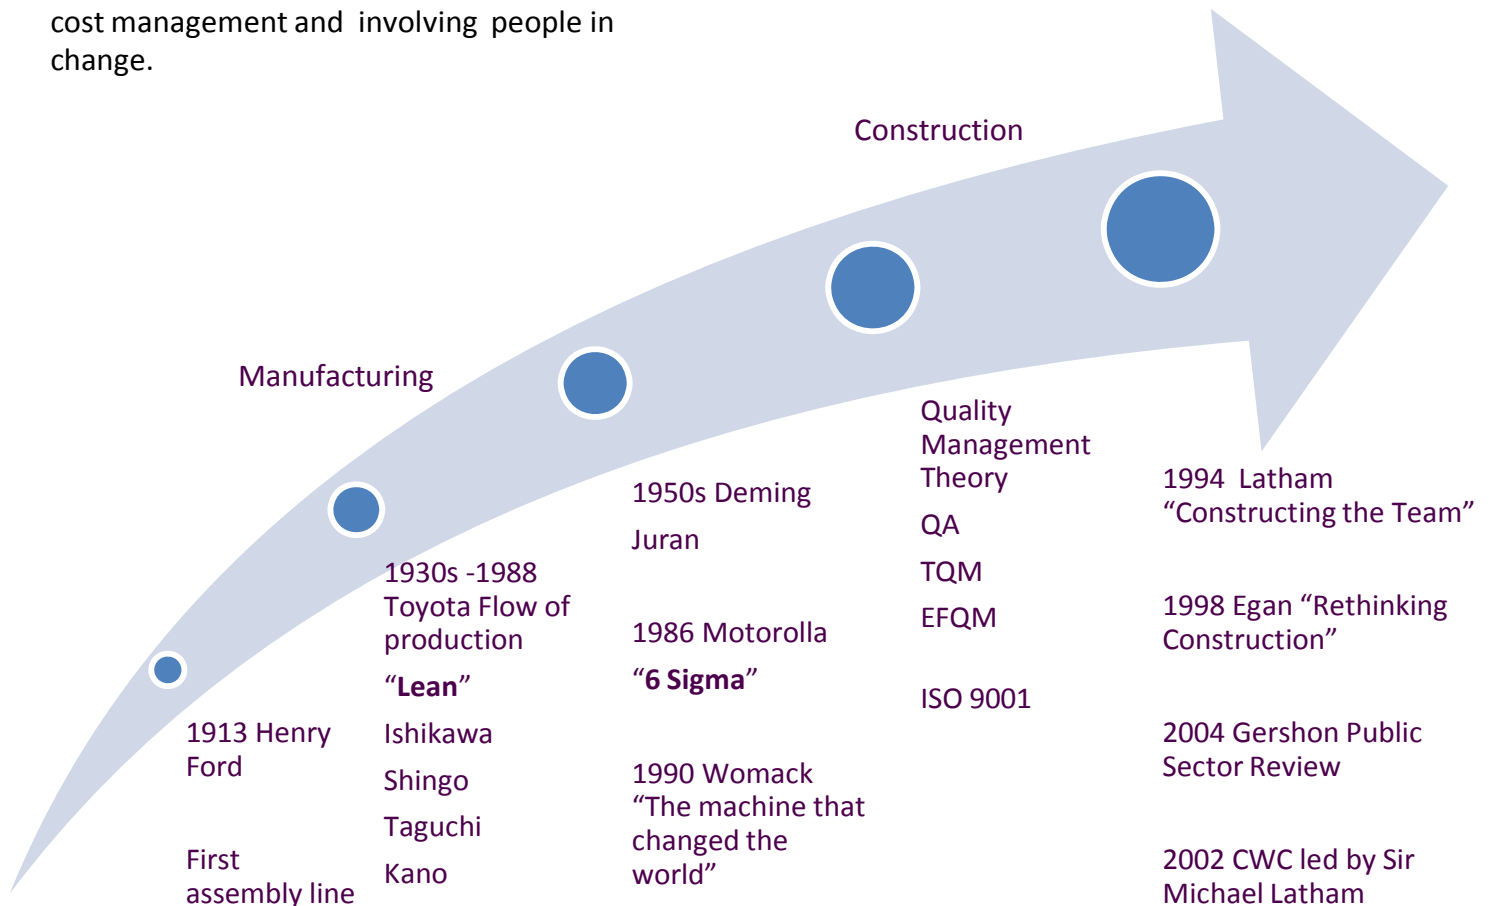 cost management and involving people in
change.
Construction
Manufacturing
1913 Henry
Ford
First
assembly line
1930s -1988
Toyota Flow of
production
“Lean”
Ishikawa
Shingo
Taguchi
Kano
1950s Deming
Juran
1986 Motorolla
“6 Sigma”
1990 Womack
“The machine that
changed the
world”
Quality
Management
Theory
QA
TQM
EFQM
ISO 9001
1994 Latham
“Constructing the Team”
1998 Egan “Rethinking
Construction”
2004 Gershon Public
Sector Review
2002 CWC led by Sir
Michael Latham